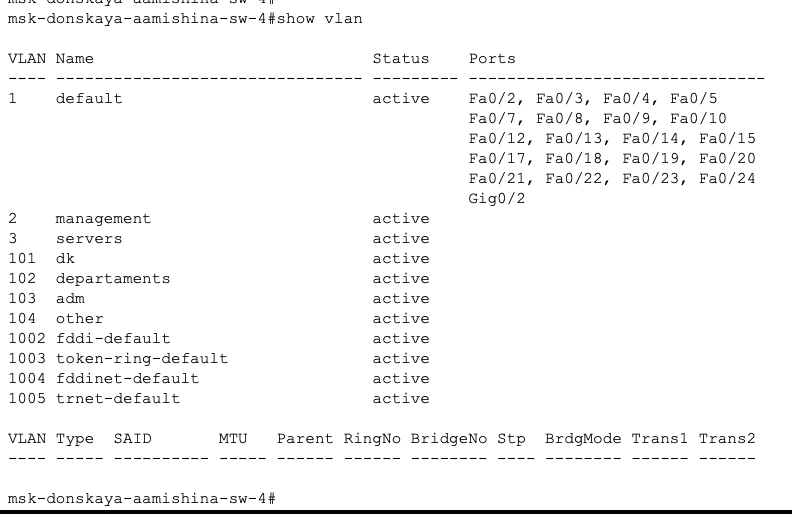 msk-donskaya-aamishina-sw-4#
msk-donskaya-aamishina-sw-4#show vlan

VLAN Name                             Status    Ports
---- -------------------------------- --------- -------------------------------
1    default                          active    Fa0/2, Fa0/3, Fa0/4, Fa0/5
                                                Fa0/7, Fa0/8, Fa0/9, Fa0/10
                                                Fa0/12, Fa0/13, Fa0/14, Fa0/15
                                                Fa0/17, Fa0/18, Fa0/19, Fa0/20
                                                Fa0/21, Fa0/22, Fa0/23, Fa0/24
                                                Gig0/2
2    management                       active
3    servers                          active
101  dk                               active
102  departaments                     active
103  adm                              active
104  other                            active
1002 fddi-default                     active
1003 token-ring-default               active
1004 fddinet-default                  active
1005 trnet-default                    active

VLAN Type  SAID       MTU   Parent RingNo BridgeNo Stp  BrdgMode Trans1 Trans2
---- ----- ---------- ----- ------ ------ -------- ---- -------- ------ ------

msk-donskaya-aamishina-sw-4#